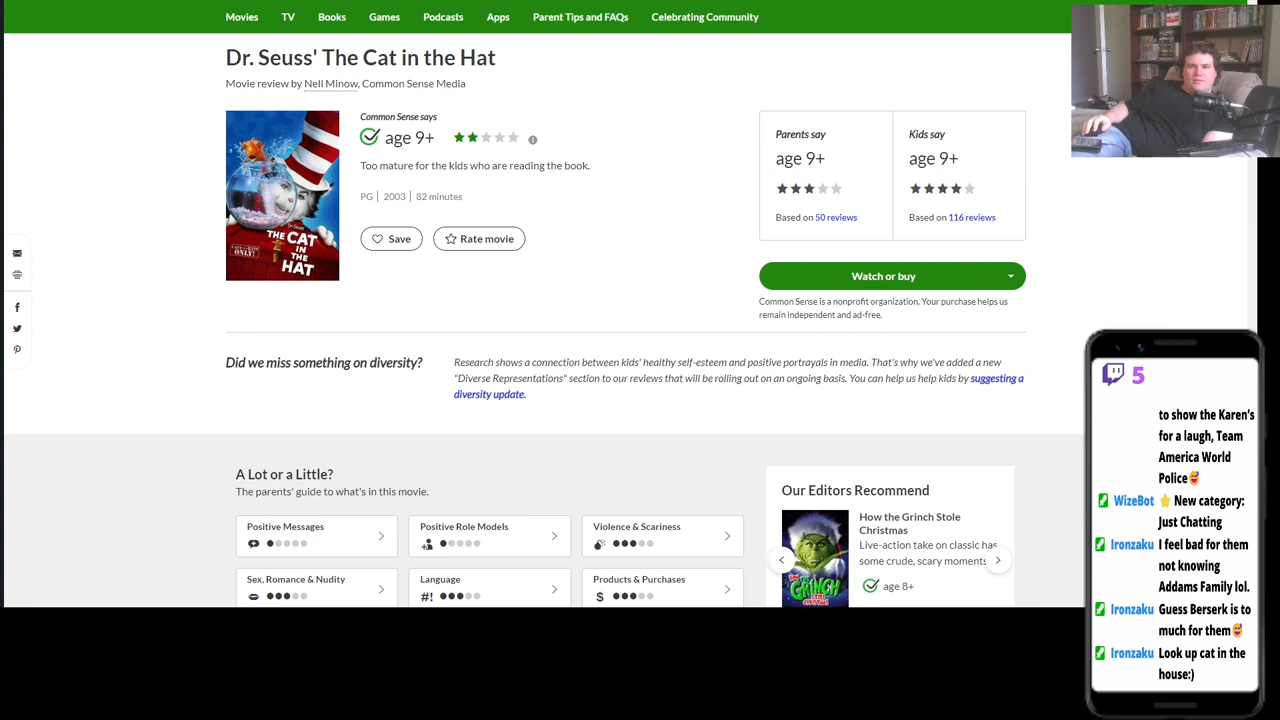 Movies TV Books Games Podcasts Apps Parent Tips and FAQs Celebrating Community
Dr. Seuss' The Cat in the Hat
Movie review by Nell Minow, Common Sense Media
Common Sense says
age 9+
Too mature for the kids who are reading the book.
PG 2003 82 minutes
Save Rate movie
Dr. Seuss'
THE CAT
IN THE
HAT
Parents say
age 9+
Based on 50 reviews
Kids say
age 9+
Based on 116 reviews
Watch or buy
Common Sense is a nonprofit organization. Your purchase helps us
remain independent and ad-free.
Did we miss something on diversity?
Research shows a connection between kids' healthy self-esteem and positive portrayals in media. That's why we've added a new
"Diverse Representations" section to our reviews that will be rolling out on an ongoing basis. You can help us help kids by suggesting a
diversity update.
A Lot or a Little?
The parents' guide to what's in this movie.
Positive Messages
Positive Role Models
Violence & Scariness
Sex, Romance & Nudity
Language
#!
Products & Purchases
$
Our Editors Recommend
THE GRINCH
How the Grinch Stole
Christmas
Live-action take on classic has
some crude, scary moments
age 8+
5
to show the Karen's
for a laugh, Team
America World
Police
WizeBot New category:
Just Chatting
Ironzaku I feel bad for them
not knowing
Addams Family lol.
Ironzaku Guess Berserk is to
much for them
Ironzaku Look up cat in the
house:)